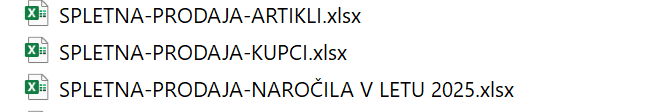 SPLETNA-PRODAJA-ARTIKLI.xlsx
SPLETNA-PRODAJA-KUPCI.xlsx
SPLETNA-PRODAJA-NAROČILA V LETU 2025.xlsx